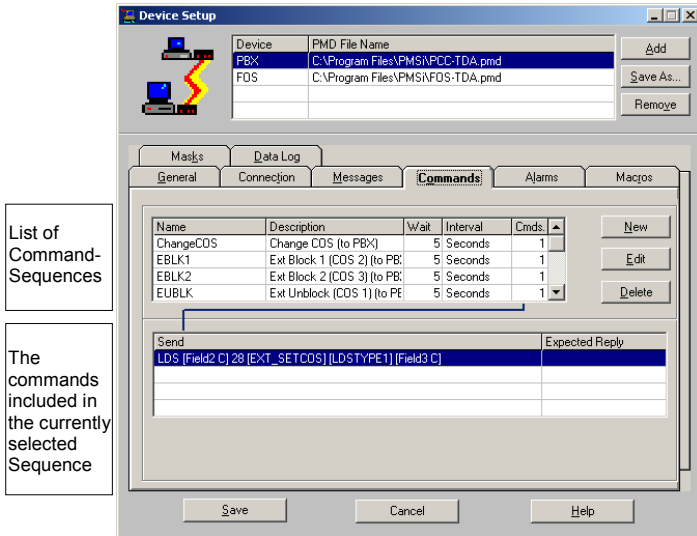 Device Setup
Device PMD File Name
PBX C:\Program Files\PMSi\PCC-TDA.pmd
FOS C:\Program Files\PMSi\FOS-TDA.pmd
Add
Save As...
Remove
Masks Data Log
General Connection Messages Commands Alarms Macros
List of
Command-
Sequences
Name Description Wait Interval Cmds.
ChangeCOS Change COS (to PBX) 5 Seconds 1
EBLK1 Ext Block 1 (COS 2) (to PB 5 Seconds 1
EBLK2 Ext Block 2 (COS 3) (to PB 5 Seconds 1
EUBLK Ext Unblock (COS 1) (to PE 5 Seconds 1
New
Edit
Delete
The
commands
included in
the currently
selected
Sequence
Send Expected Reply
LDS [Field2 C] 28 [EXT_SETCOS] [LDSTYPE1] [Field3 C]
Save Cancel Help